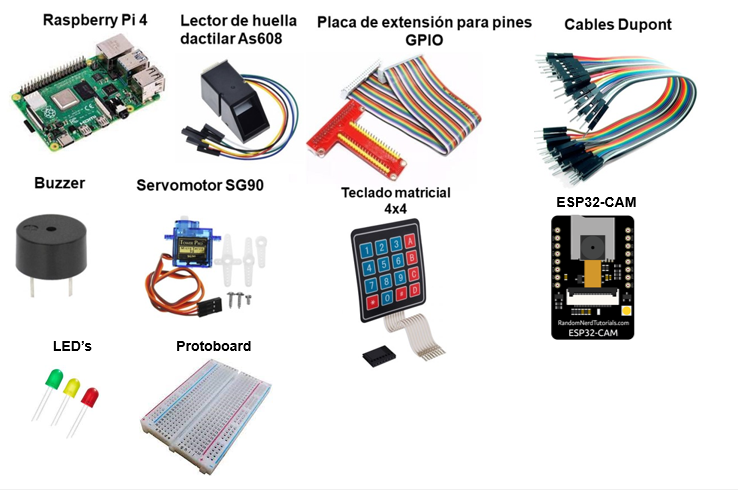 Raspberry Pi 4
Lector de huella
dactilar As608
Placa de extensión para pines
GPIO
Cables Dupont
Buzzer
Servomotor SG90
Teclado matricial
4x4
ESP32-CAM
1 2 3 A
4 5 6 B
7 8 9 C
* 0 # D
RandomNerdTutorials.com
ESP32-CAM
LED’s
Protoboard